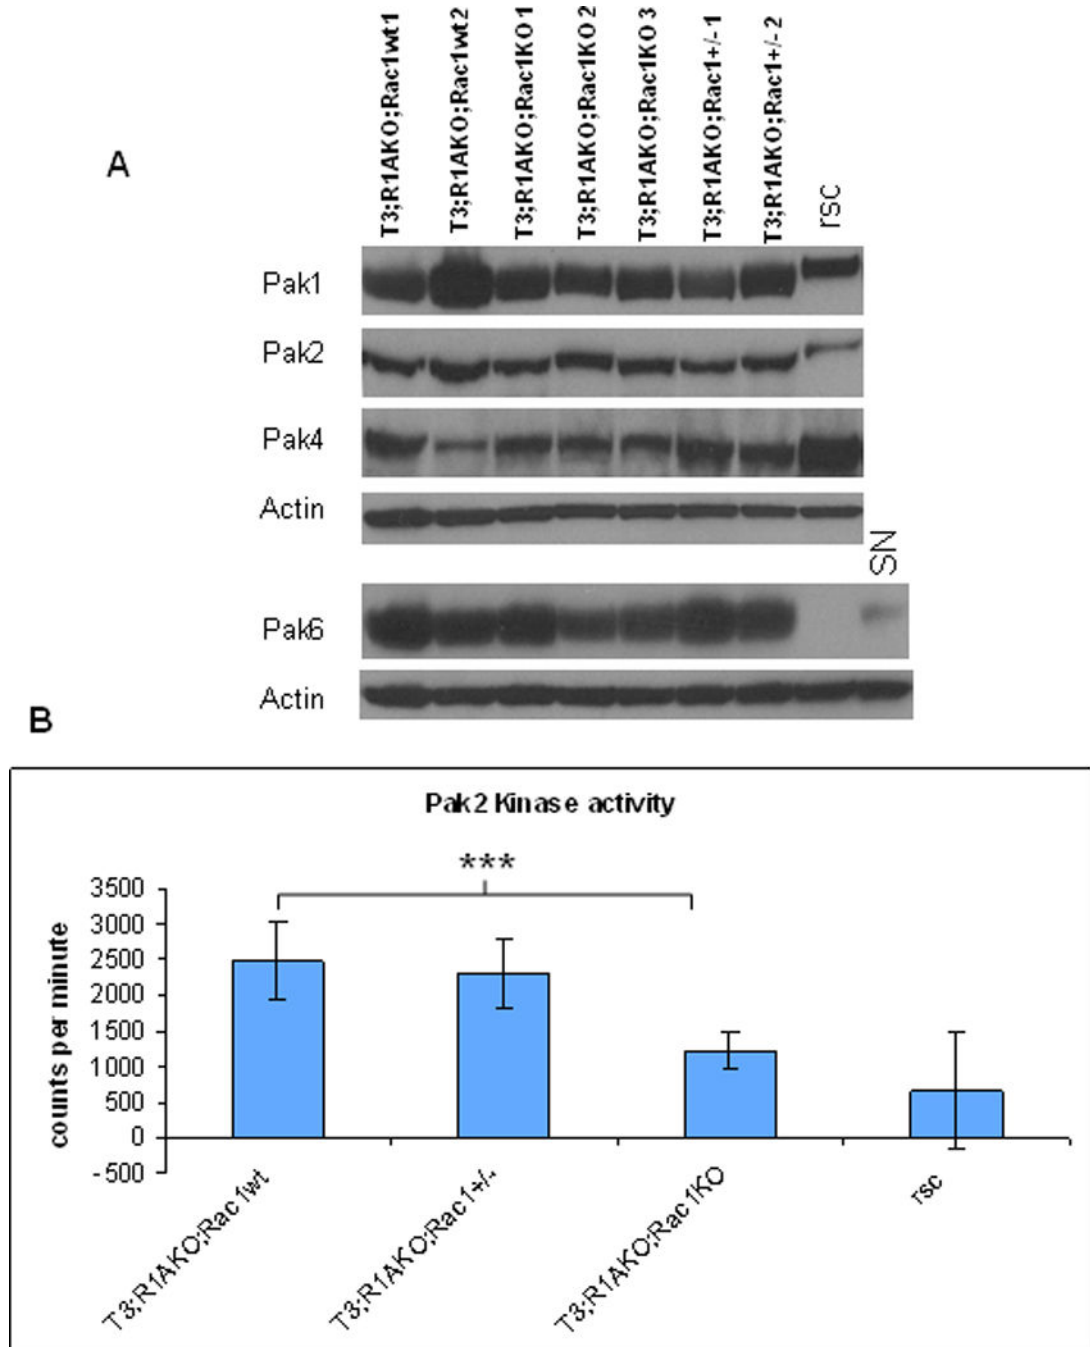 A
T3;R1AKO;Rac1wt1
T3;R1AKO;Rac1wt2
T3;R1AKO;Rac1KO 1
T3;R1AKO;Rac1KO 2
T3;R1AKO;Rac1KO 3
T3;R1AKO;Rac1+/- 1
T3;R1AKO;Rac1+/- 2
rsc
Pak1
Pak2
Pak4
Actin
SN
Pak6
Actin
B
Pak2 Kinase activity
***
counts per minute
3500
3000
2500
2000
1500
1000
500
0
-500
T3;R1AKO;Rac1wt
T3;R1AKO;Rac1+/-
T3;R1AKO;Rac1KO
rsc